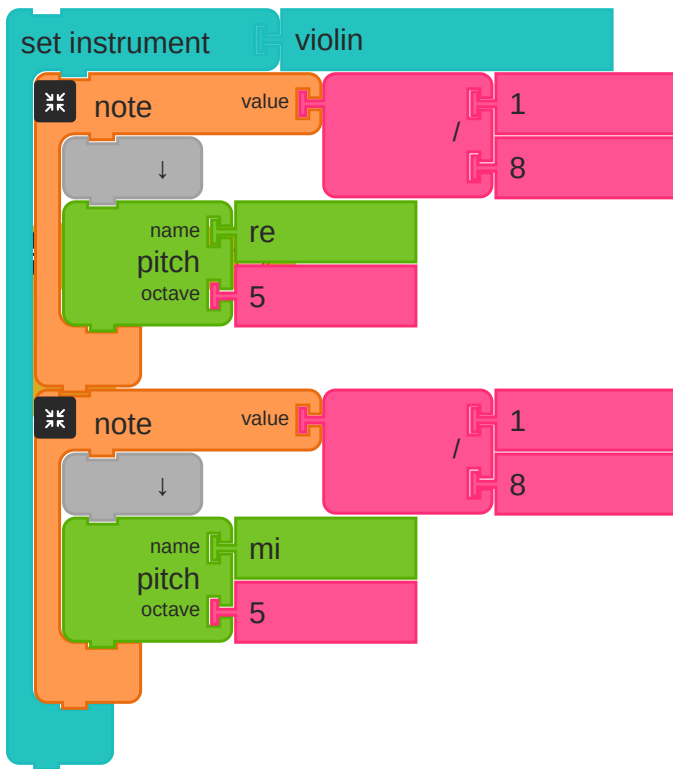 set instrument violin
note value 1
/
8
↓
name re
pitch
octave 5
note value 1
/
8
↓
name mi
pitch
octave 5